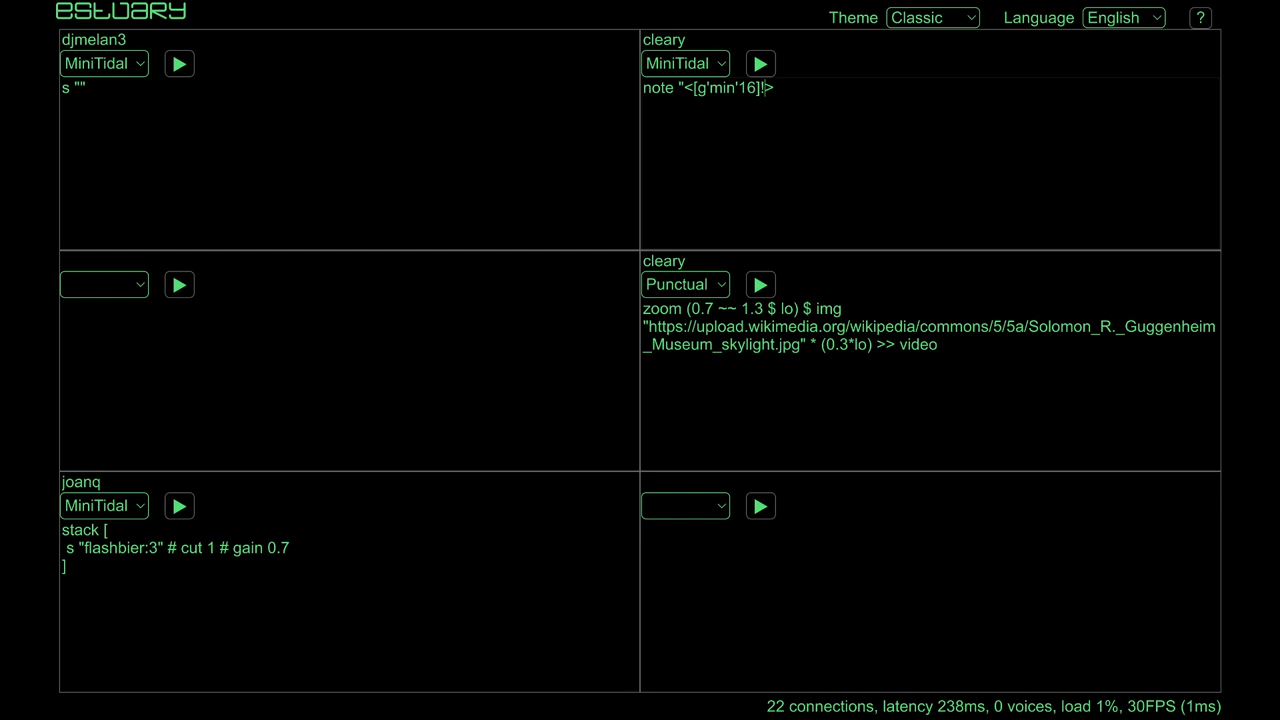 estuary
Theme Classic Language English ?
djmelan3
MiniTidal
s ""
cleary
MiniTidal
note "<[g'min'16]!>
cleary
Punctual
zoom (0.7 ~~ 1.3 $ lo) $ img
"https://upload.wikimedia.org/wikipedia/commons/5/5a/Solomon_R._Guggenheim
_Museum_skylight.jpg" * (0.3*lo) >> video
joanq
MiniTidal
stack [
s "flashbier:3" # cut 1 # gain 0.7
]
22 connections, latency 238ms, 0 voices, load 1%, 30FPS (1ms)